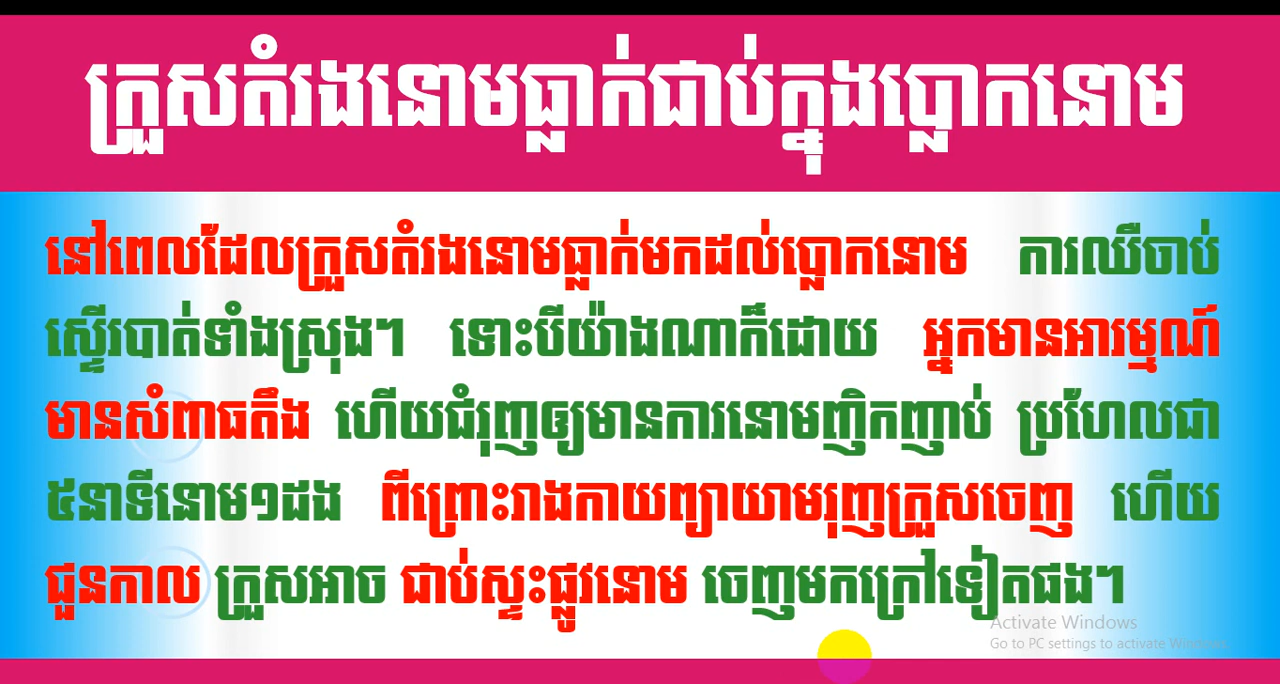 ក្រួសតំរងនោមធ្លាក់ជាប់ក្នុងប្លោកនោម
នៅពេលដែលក្រួសតំរងនោមធ្លាក់មកដល់ប្លោកនោម ការឈឺចាប់
ស្ទើរបាត់ទាំងស្រុង។ ទោះបីយ៉ាងណាក៏ដោយ អ្នកមានអារម្មណ៍
មានសំពាធតឹង ហើយជំរុញឲ្យមានការនោមញឹកញាប់ ប្រហែលជា
៥នាទីនោម១ដង ពីព្រោះរាងកាយព្យាយាមរុញក្រួសចេញ ហើយ
ជួនកាល ក្រួសអាច ជាប់ស្ទះផ្លូវនោម ចេញមកក្រៅទៀតផង។
Activate Windows
Go to PC settings to activate Windows.